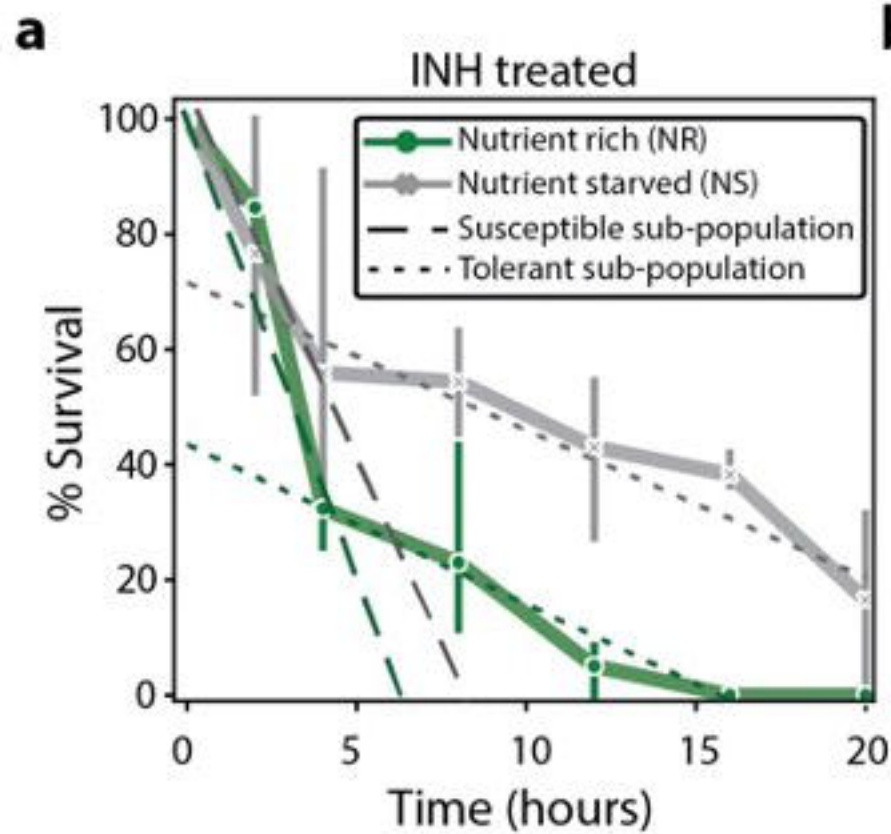 a
INH treated
% Survival
100
80
60
40
20
0
Nutrient rich (NR)
Nutrient starved (NS)
Susceptible sub-population
Tolerant sub-population
0 5 10 15 20
Time (hours)